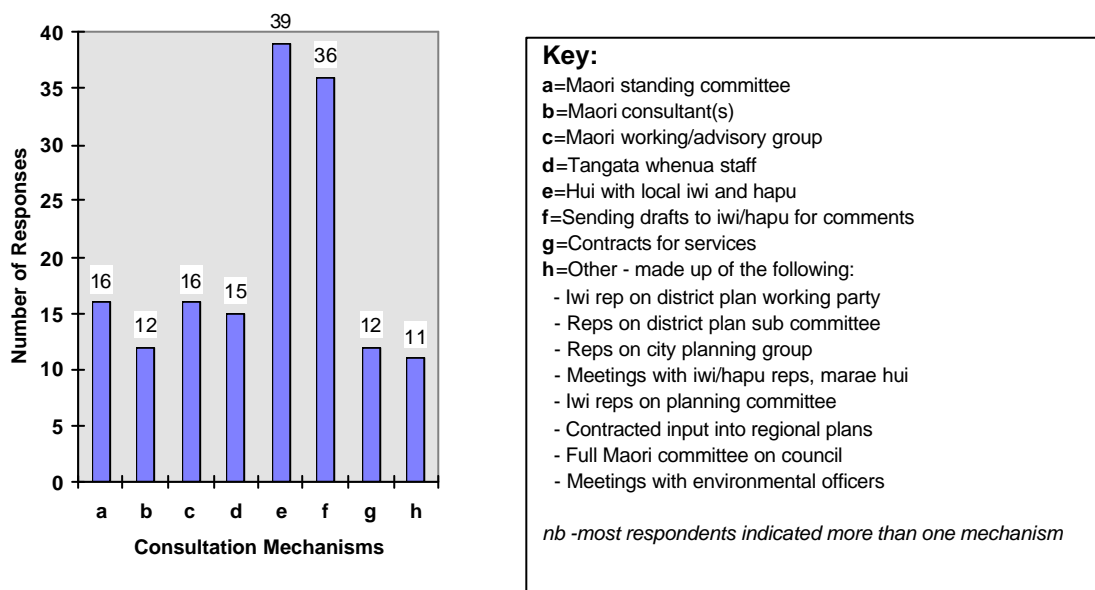 40
35
30
25
20
15
10
5
0
Number of Responses
16
12
16
15
39
36
12
11
a b c d e f g h
Consultation Mechanisms
Key:
a=Maori standing committee
b=Maori consultant(s)
c=Maori working/advisory group
d=Tangata whenua staff
e=Hui with local iwi and hapu
f=Sending drafts to iwi/hapu for comments
g=Contracts for services
h=Other - made up of the following:
- Iwi rep on district plan working party
- Reps on district plan sub committee
- Reps on city planning group
- Meetings with iwi/hapu reps, marae hui
- Iwi reps on planning committee
- Contracted input into regional plans
- Full Maori committee on council
- Meetings with environmental officers
nb -most respondents indicated more than one mechanism